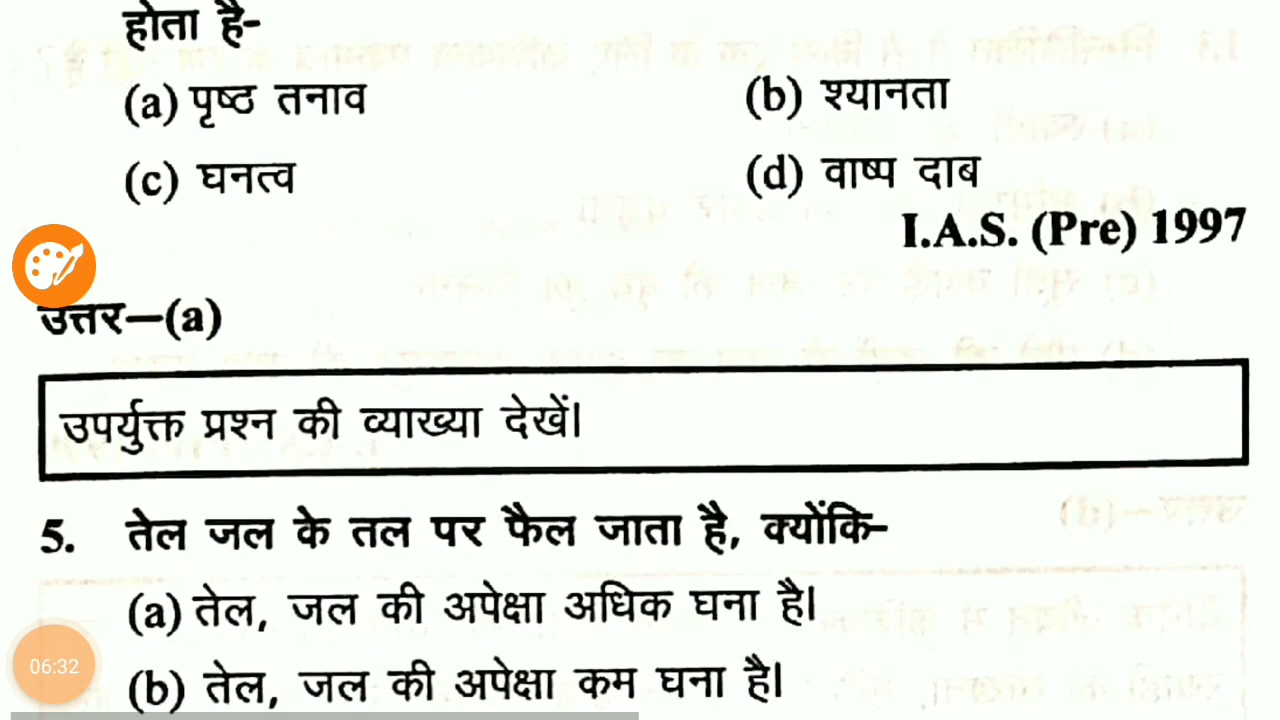 होता है-
(a) पृष्ठ तनाव (b) श्यानता
(c) घनत्व (d) वाष्प दाब
I.A.S. (Pre) 1997
उत्तर–(a)
उपर्युक्त प्रश्न की व्याख्या देखें।
5. तेल जल के तल पर फैल जाता है, क्योंकि-
(a) तेल, जल की अपेक्षा अधिक घना है।
06:32
(b) तेल, जल की अपेक्षा कम घना है।